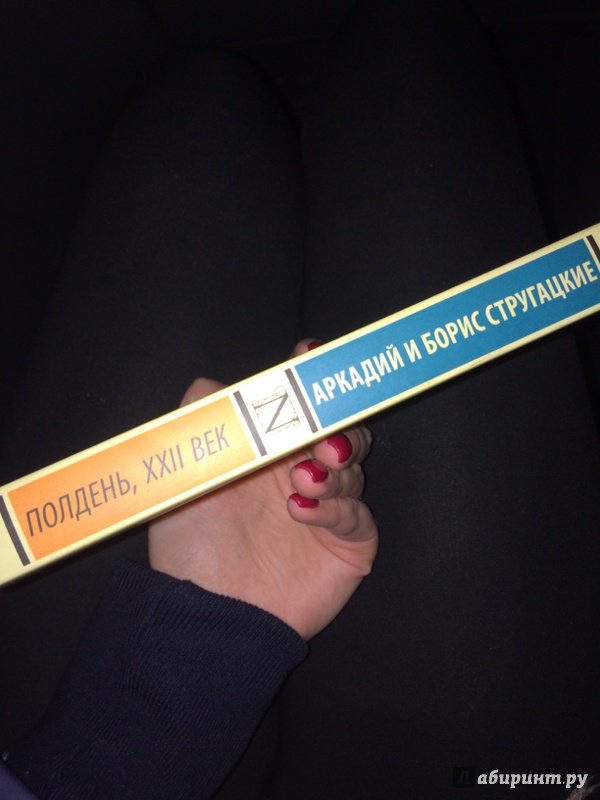 АРКАДИЙ И БОРИС СТРУГАЦКИЕ
ПОЛДЕНЬ, XXII ВЕК
Лабиринт.ру